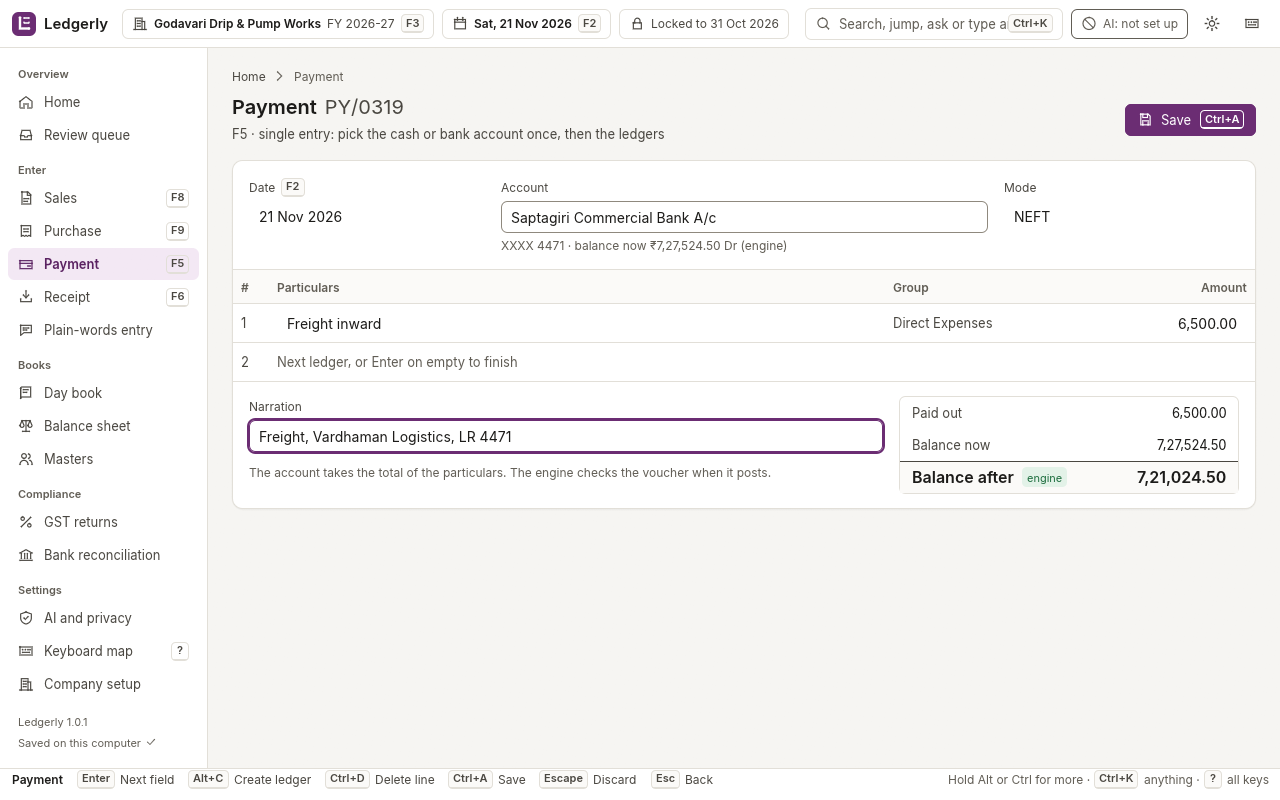 Ledgerly
Godavari Drip & Pump Works FY 2026-27 F3
Sat, 21 Nov 2026 F2
Locked to 31 Oct 2026
Search, jump, ask or type a Ctrl+K
AI: not set up
Overview
Home
Review queue
Enter
Sales F8
Purchase F9
Payment F5
Receipt F6
Plain-words entry
Books
Day book
Balance sheet
Masters
Compliance
GST returns
Bank reconciliation
Settings
AI and privacy
Keyboard map ?
Company setup
Ledgerly 1.0.1
Saved on this computer
Home Payment
Payment PY/0319
F5 · single entry: pick the cash or bank account once, then the ledgers
Save Ctrl+A
Date F2
21 Nov 2026
Account
Saptagiri Commercial Bank A/c
XXXX 4471 · balance now ₹7,27,524.50 Dr (engine)
Mode
NEFT
# Particulars Group Amount
1 Freight inward Direct Expenses 6,500.00
2 Next ledger, or Enter on empty to finish
Narration
Freight, Vardhaman Logistics, LR 4471
The account takes the total of the particulars. The engine checks the voucher when it posts.
Paid out 6,500.00
Balance now 7,27,524.50
Balance after engine 7,21,024.50
Payment Enter Next field Alt+C Create ledger Ctrl+D Delete line Ctrl+A Save Escape Discard Esc Back
Hold Alt or Ctrl for more · Ctrl+K anything · ? all keys